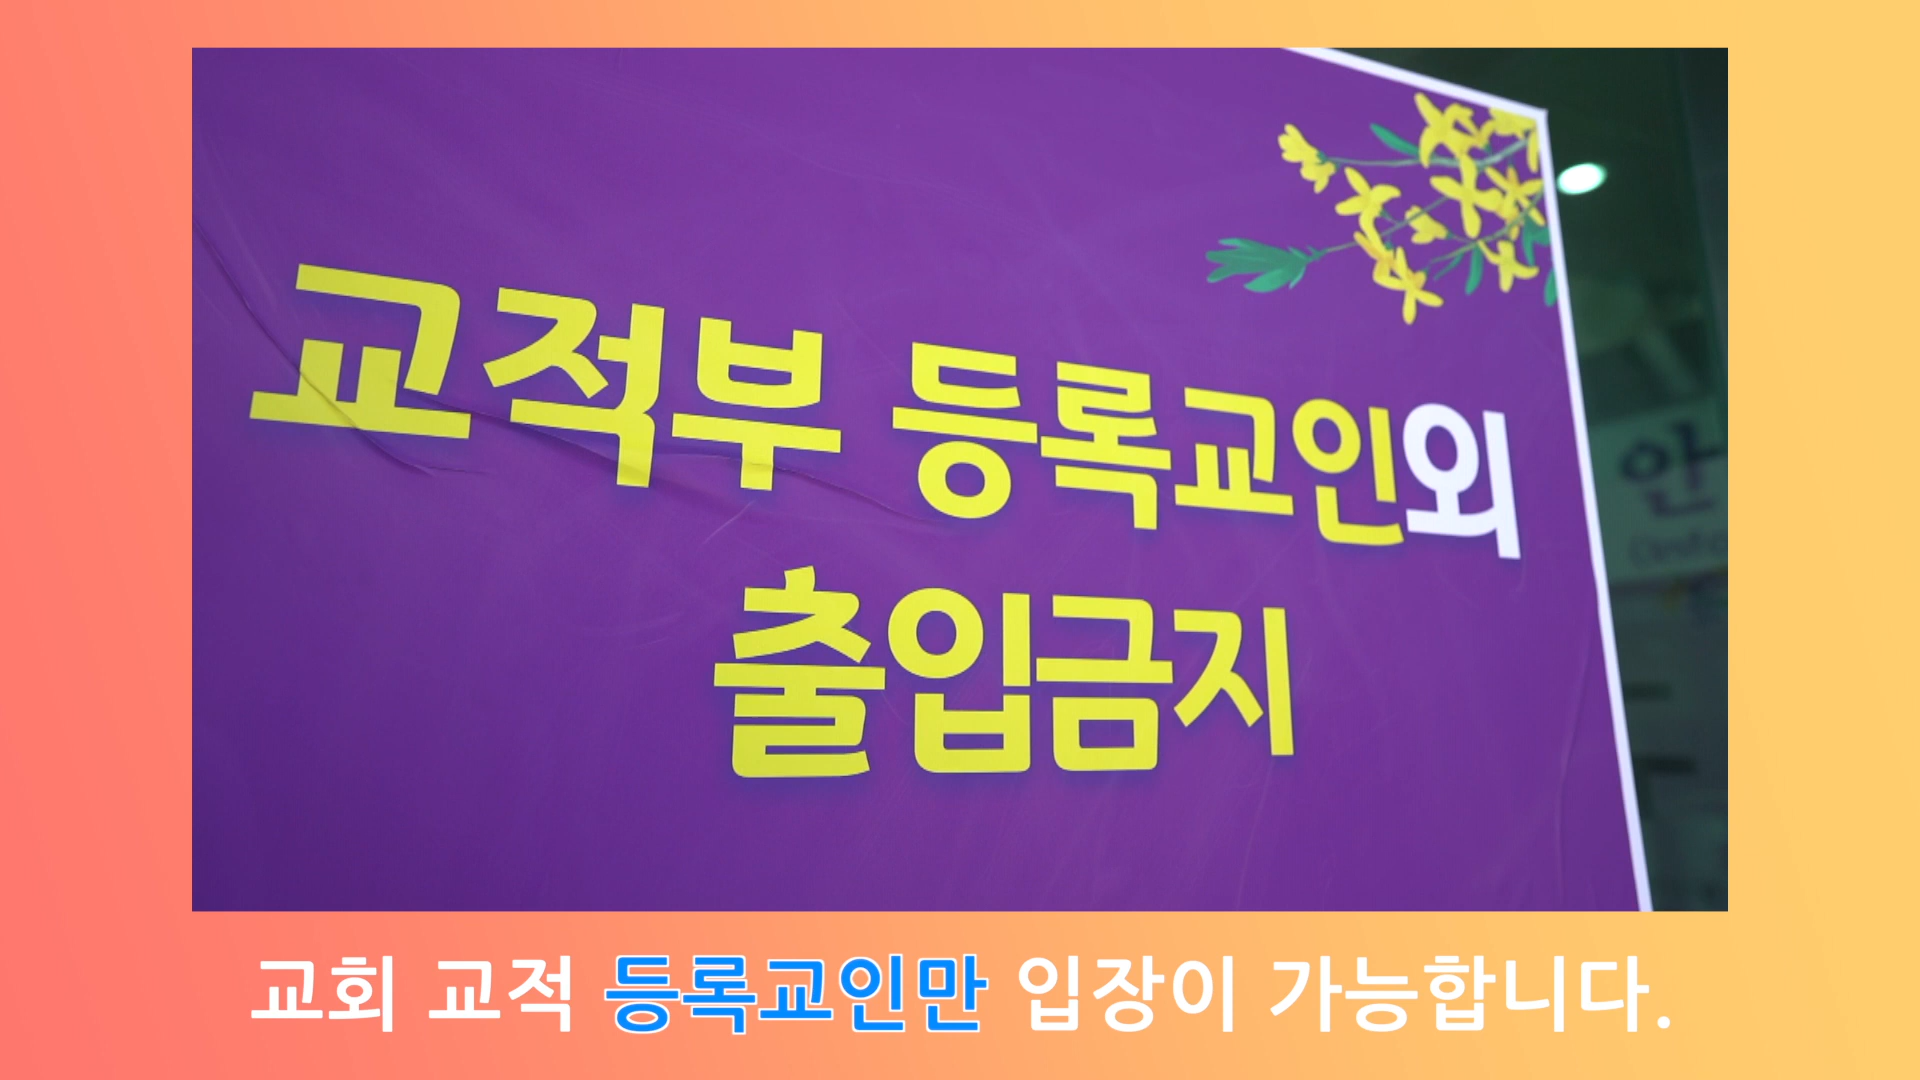 교적부 등록교인외
출입금지
안
교회 교적 등록교인만 입장이 가능합니다.